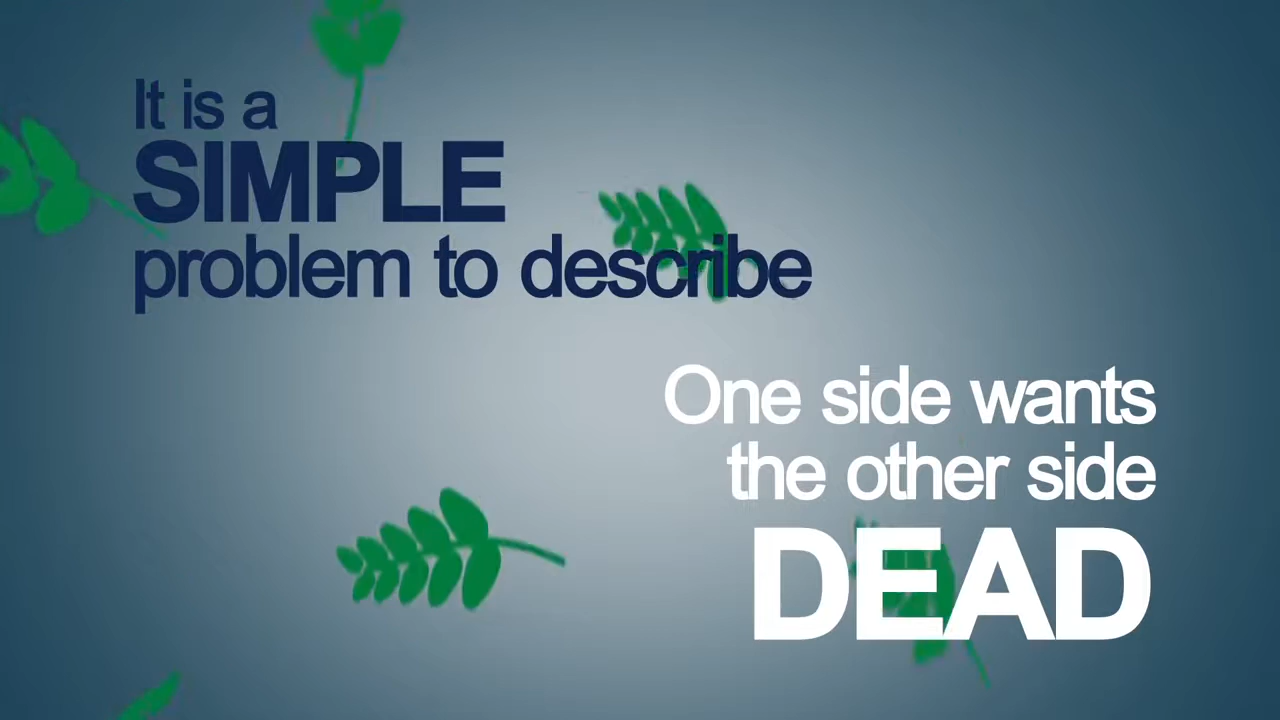 It is a
SIMPLE
problem to describe
One side wants
the other side
DEAD